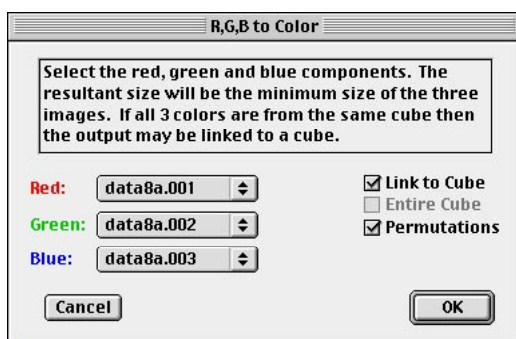 R,G,B to Color
Select the red, green and blue components. The
resultant size will be the minimum size of the three
images. If all 3 colors are from the same cube then
the output may be linked to a cube.
Red: data8a.001
Link to Cube
Entire Cube
Green: data8a.002
Permutations
Blue: data8a.003
Cancel
OK